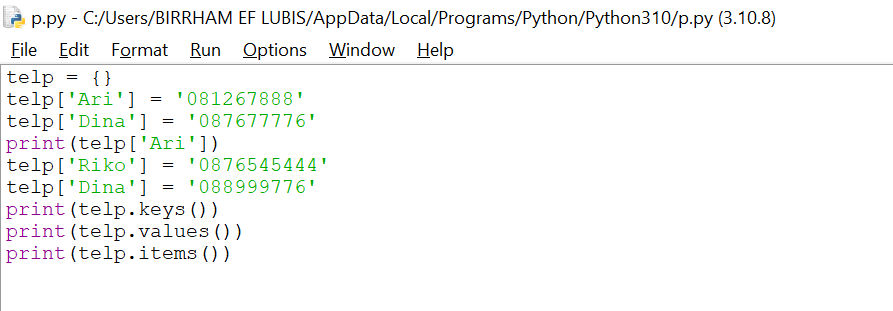 p.py - C:/Users/BIRRHAM EF LUBIS/AppData/Local/Programs/Python/Python310/p.py (3.10.8)
File Edit Format Run Options Window Help
telp = {}
telp['Ari'] = '081267888'
telp['Dina'] = '087677776'
print(telp['Ari'])
telp['Riko'] = '0876545444'
telp['Dina'] = '088999776'
print(telp.keys())
print(telp.values())
print(telp.items())